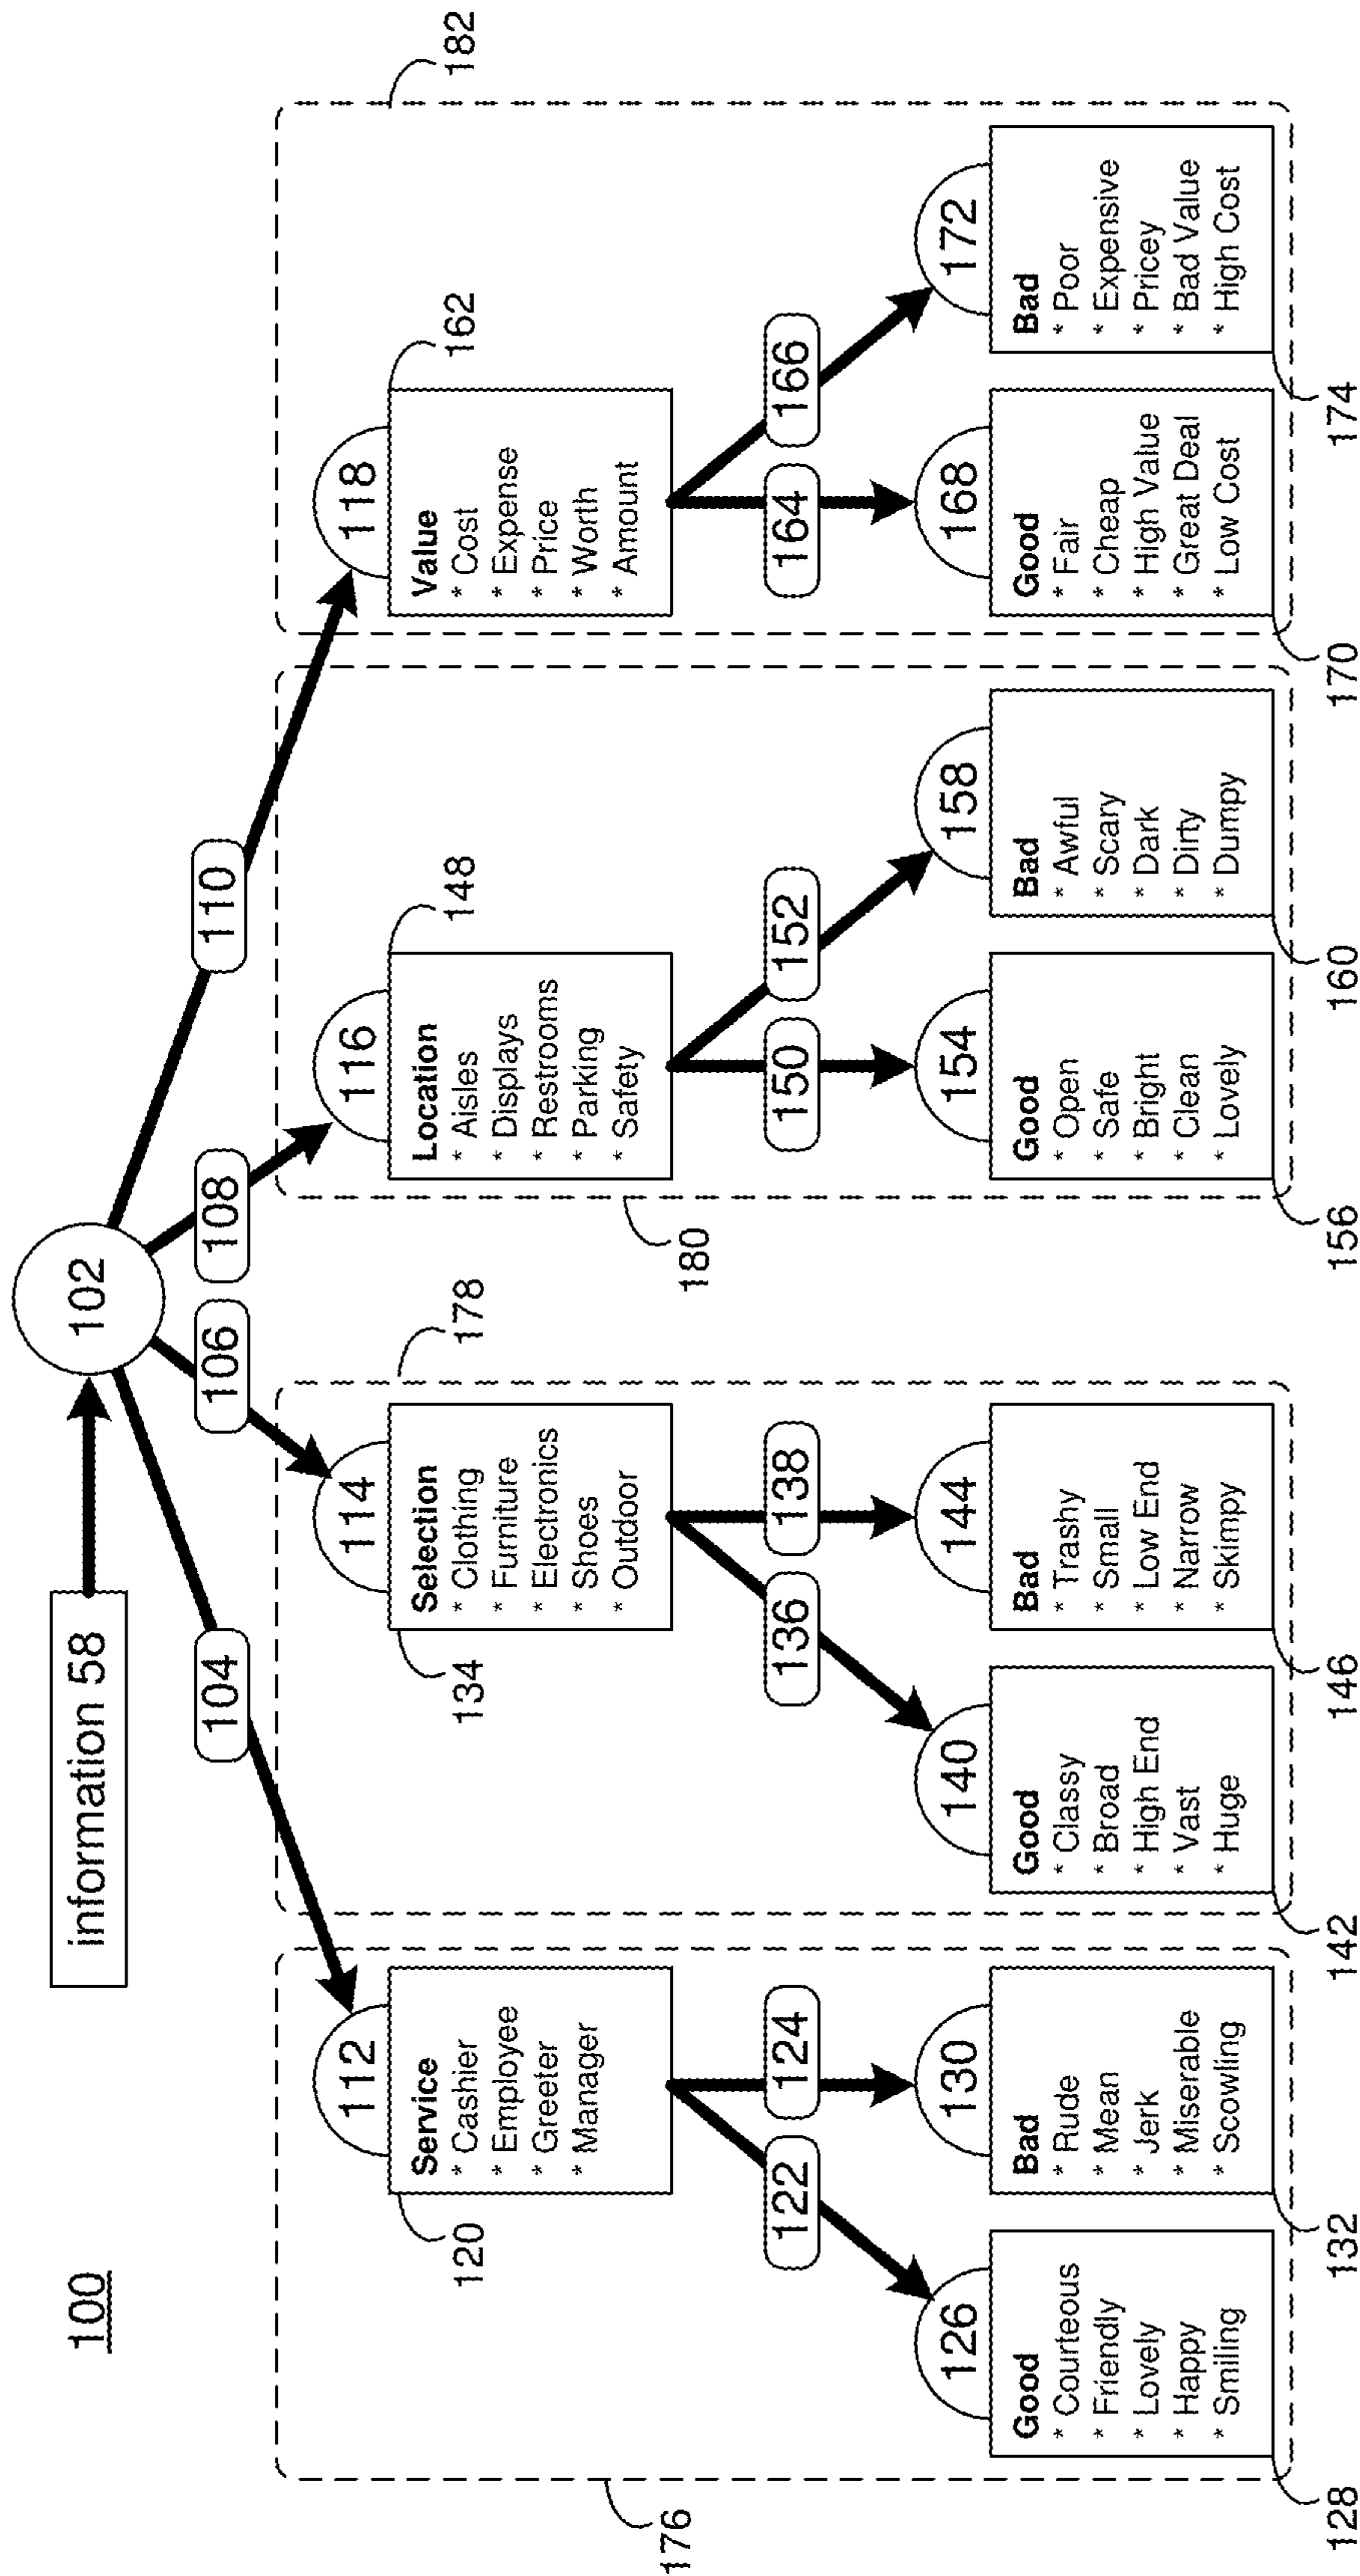 100
information 58
102
104
106
108
110
112
114
116
118
120
Service
* Cashier
* Employee
* Greeter
* Manager
134
Selection
* Clothing
* Furniture
* Electronics
* Shoes
* Outdoor
178
148
Location
* Aisles
* Displays
* Restrooms
* Parking
* Safety
180
162
Value
* Cost
* Expense
* Price
* Worth
* Amount
182
176
122
124
136
138
150
152
164
166
126
Good
* Courteous
* Friendly
* Lovely
* Happy
* Smiling
128
130
Bad
* Rude
* Mean
* Jerk
* Miserable
* Scowling
132
140
Good
* Classy
* Broad
* High End
* Vast
* Huge
142
144
Bad
* Trashy
* Small
* Low End
* Narrow
* Skimpy
146
154
Good
* Open
* Safe
* Bright
* Clean
* Lovely
156
158
Bad
* Awful
* Scary
* Dark
* Dirty
* Dumpy
160
168
Good
* Fair
* Cheap
* High Value
* Great Deal
* Low Cost
170
172
Bad
* Poor
* Expensive
* Pricey
* Bad Value
* High Cost
174